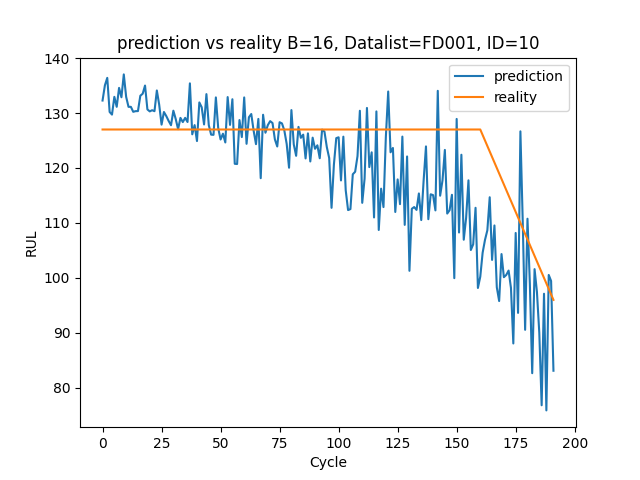 prediction vs reality B=16, Datalist=FD001, ID=10
prediction
reality
140
130
120
110
100
90
80
RUL
0 25 50 75 100 125 150 175 200
Cycle